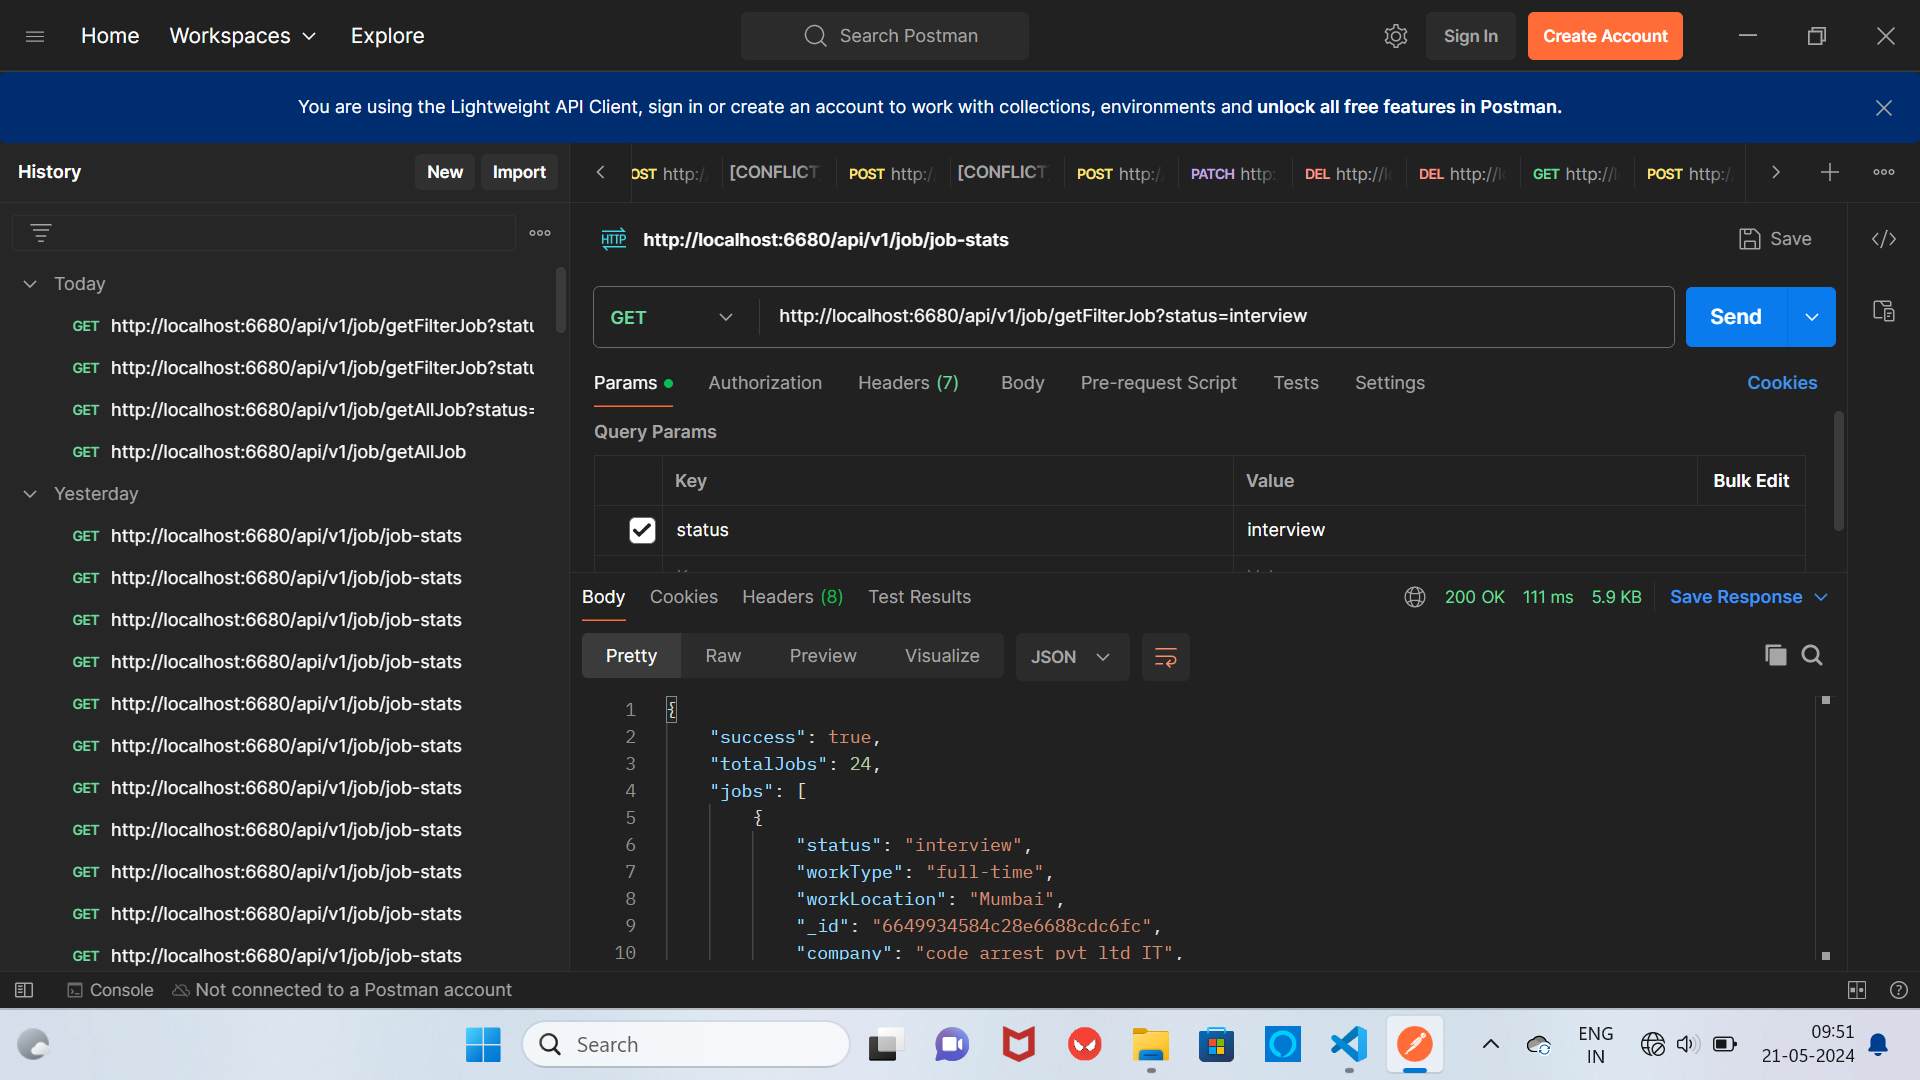 Home Workspaces Explore Search Postman Sign In Create Account
You are using the Lightweight API Client, sign in or create an account to work with collections, environments and unlock all free features in Postman.
History New Import
OST http:/ [CONFLICT POST http:/ [CONFLICT POST http:/ PATCH http: DEL http://l DEL http://l GET http://l POST http:/
http://localhost:6680/api/v1/job/job-stats Save
Today
GET http://localhost:6680/api/v1/job/getFilterJob?statu
GET http://localhost:6680/api/v1/job/getFilterJob?statu
GET http://localhost:6680/api/v1/job/getAllJob?status=
GET http://localhost:6680/api/v1/job/getAllJob
Yesterday
GET http://localhost:6680/api/v1/job/job-stats
GET http://localhost:6680/api/v1/job/job-stats
GET http://localhost:6680/api/v1/job/job-stats
GET http://localhost:6680/api/v1/job/job-stats
GET http://localhost:6680/api/v1/job/job-stats
GET http://localhost:6680/api/v1/job/job-stats
GET http://localhost:6680/api/v1/job/job-stats
GET http://localhost:6680/api/v1/job/job-stats
GET http://localhost:6680/api/v1/job/job-stats
GET http://localhost:6680/api/v1/job/job-stats
GET http://localhost:6680/api/v1/job/job-stats
HTTP
GET http://localhost:6680/api/v1/job/getFilterJob?status=interview Send
Params Authorization Headers (7) Body Pre-request Script Tests Settings Cookies
Query Params
Key Value Bulk Edit
status interview
Body Cookies Headers (8) Test Results 200 OK 111 ms 5.9 KB Save Response
Pretty Raw Preview Visualize JSON
1 {
2 "success": true,
3 "totalJobs": 24,
4 "jobs": [
5 {
6 "status": "interview",
7 "workType": "full-time",
8 "workLocation": "Mumbai",
9 "_id": "6649934584c28e6688cdc6fc",
10 "company": "code arrest pvt ltd IT",
Console Not connected to a Postman account
Search
ENG
IN
09:51
21-05-2024